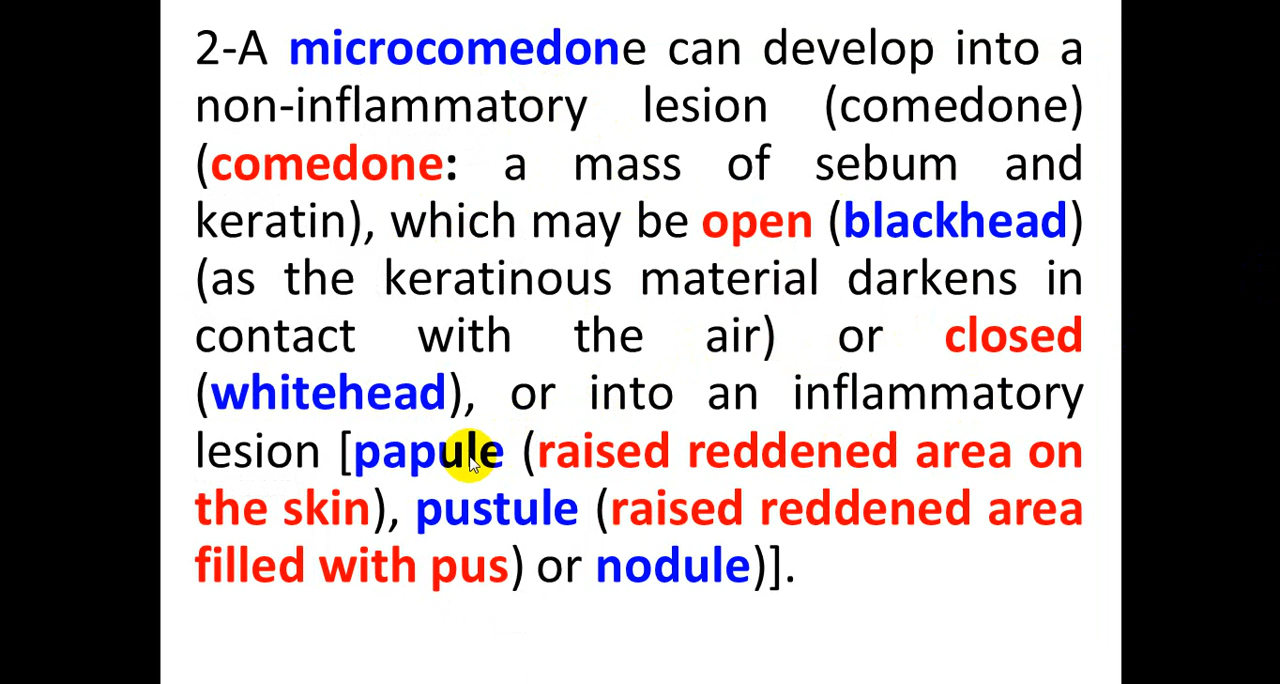 2-A microcomedone can develop into a
non-inflammatory lesion (comedone)
(comedone: a mass of sebum and
keratin), which may be open (blackhead)
(as the keratinous material darkens in
contact with the air) or closed
(whitehead), or into an inflammatory
lesion [papule (raised reddened area on
the skin), pustule (raised reddened area
filled with pus) or nodule)].